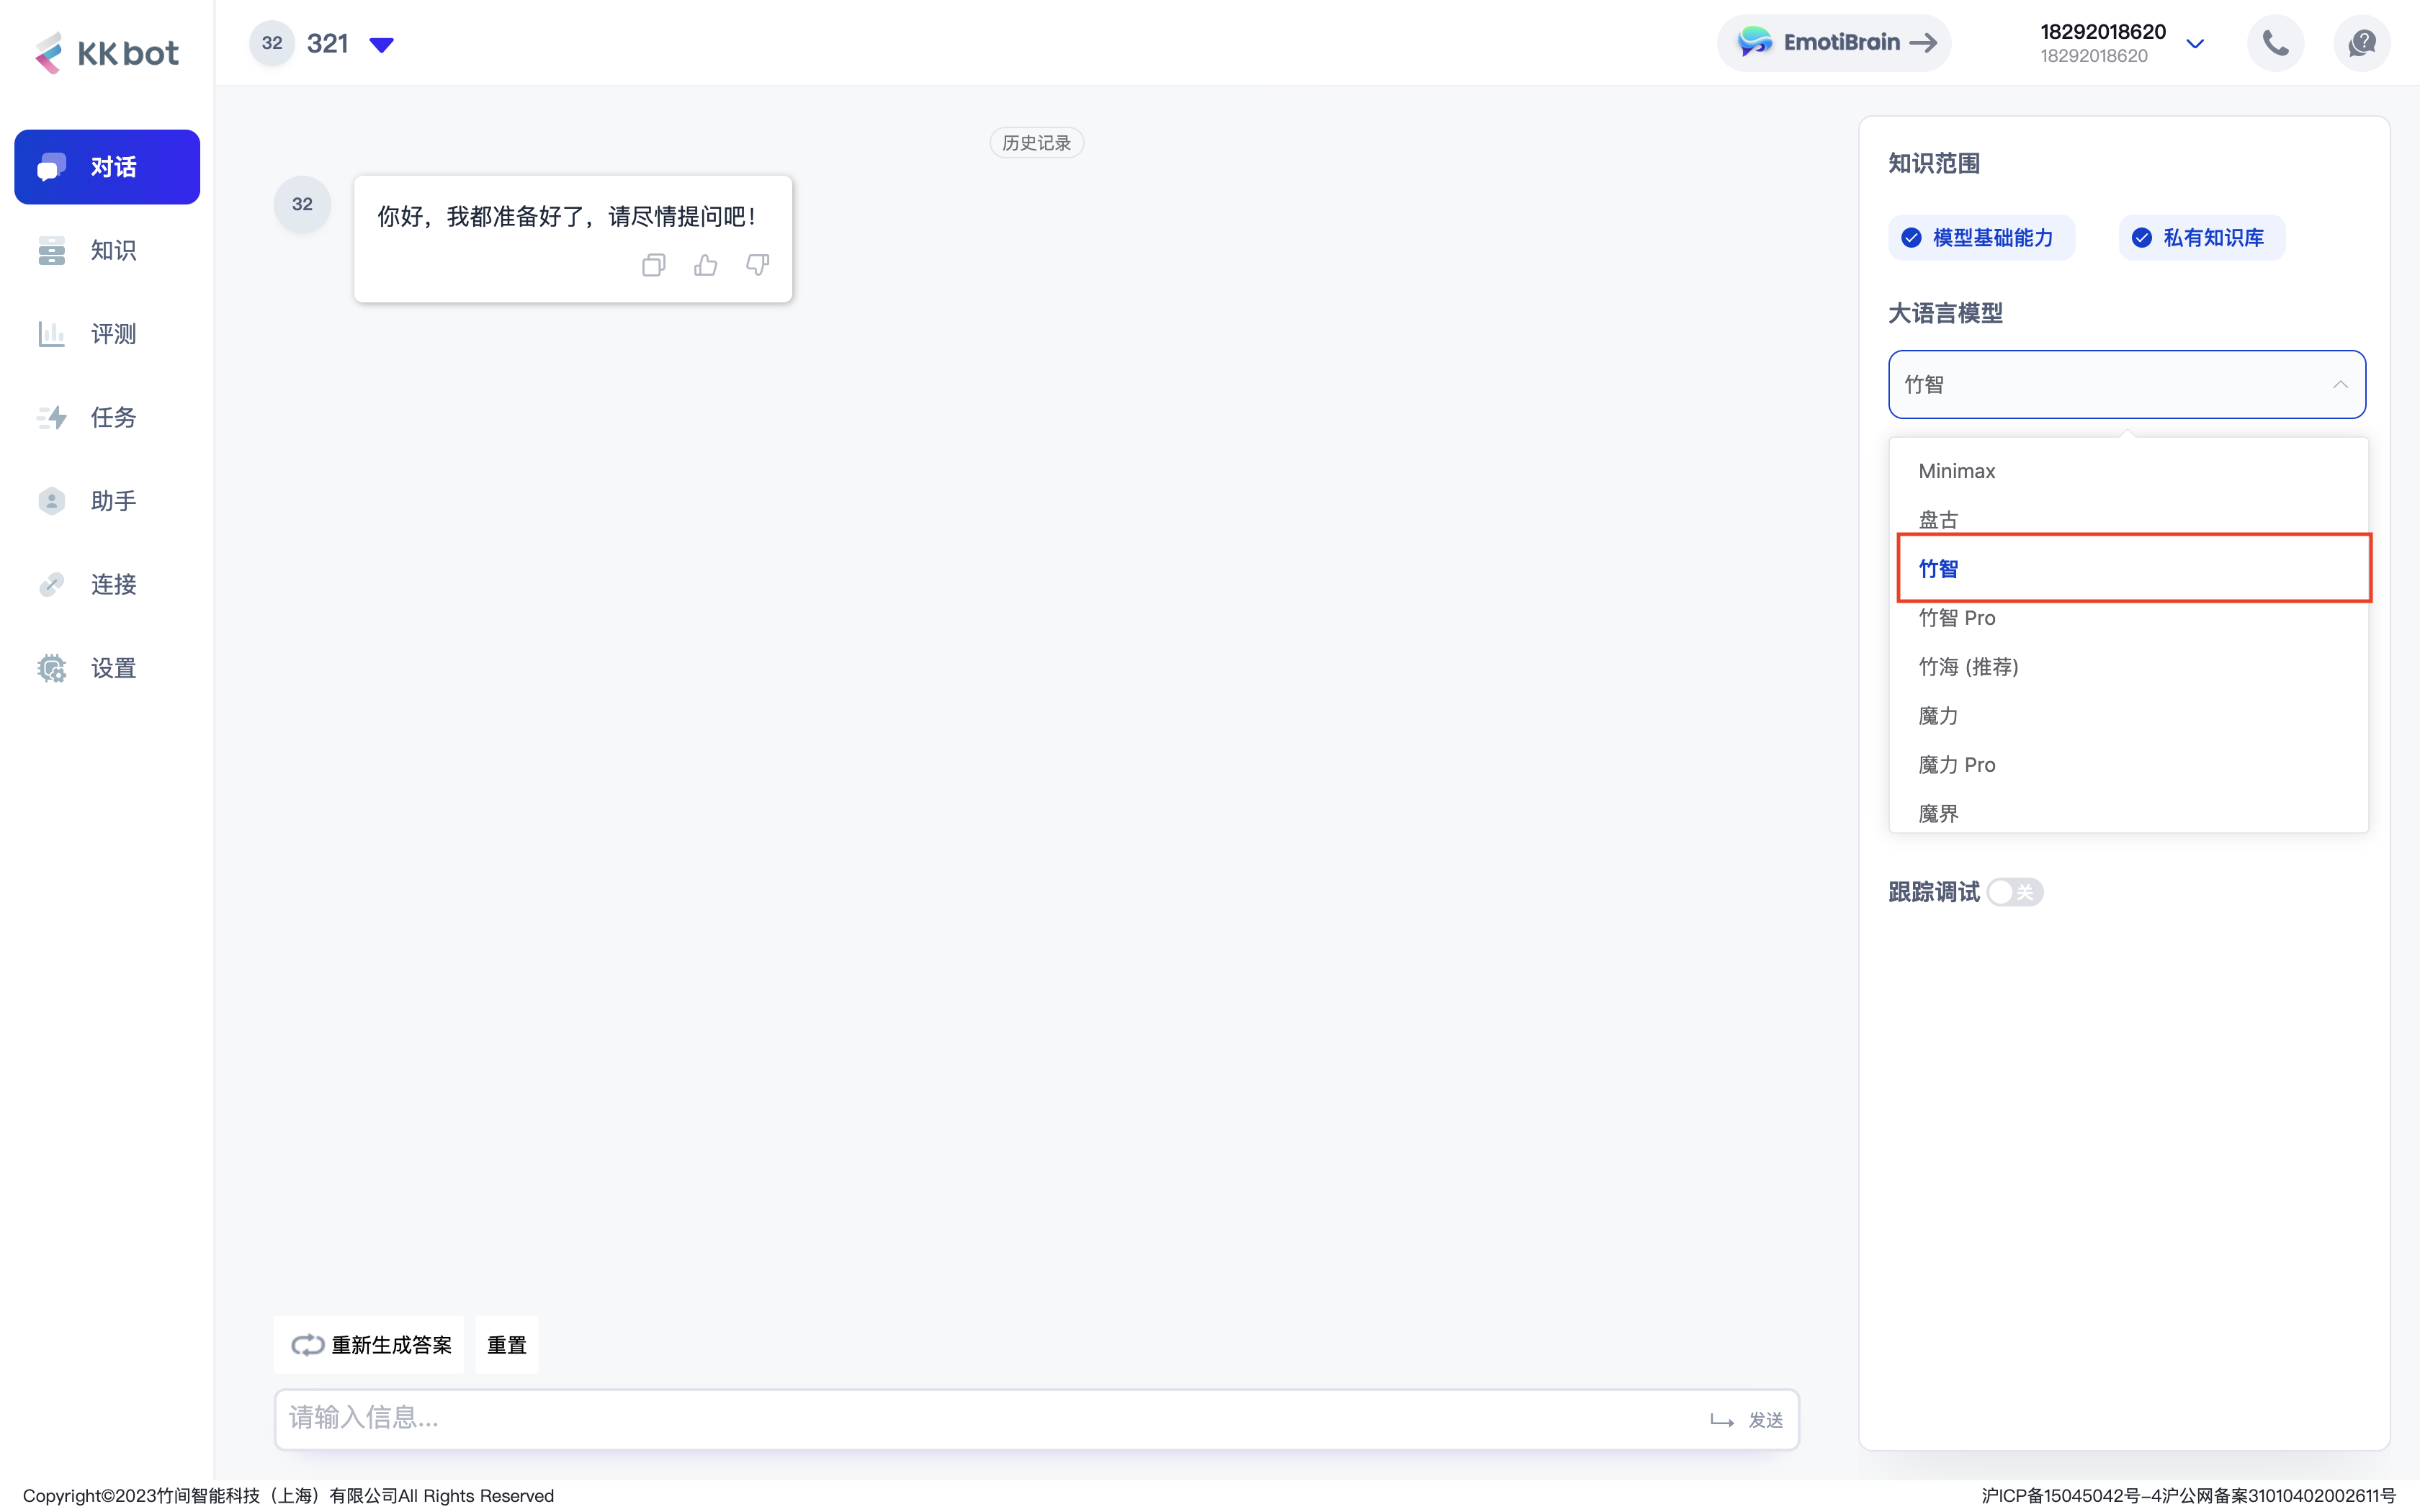 KKbot
32 321
EmotiBrain
18292018620
18292018620
对话
知识
评测
任务
助手
连接
设置
历史记录
32
你好，我都准备好了，请尽情提问吧！
知识范围
模型基础能力 私有知识库
大语言模型
竹智
Minimax
盘古
竹智
竹智 Pro
竹海 (推荐)
魔力
魔力 Pro
魔界
跟踪调试 关
重新生成答案 重置
请输入信息...
发送
Copyright©2023竹间智能科技（上海）有限公司All Rights Reserved
沪ICP备15045042号-4沪公网备案31010402002611号